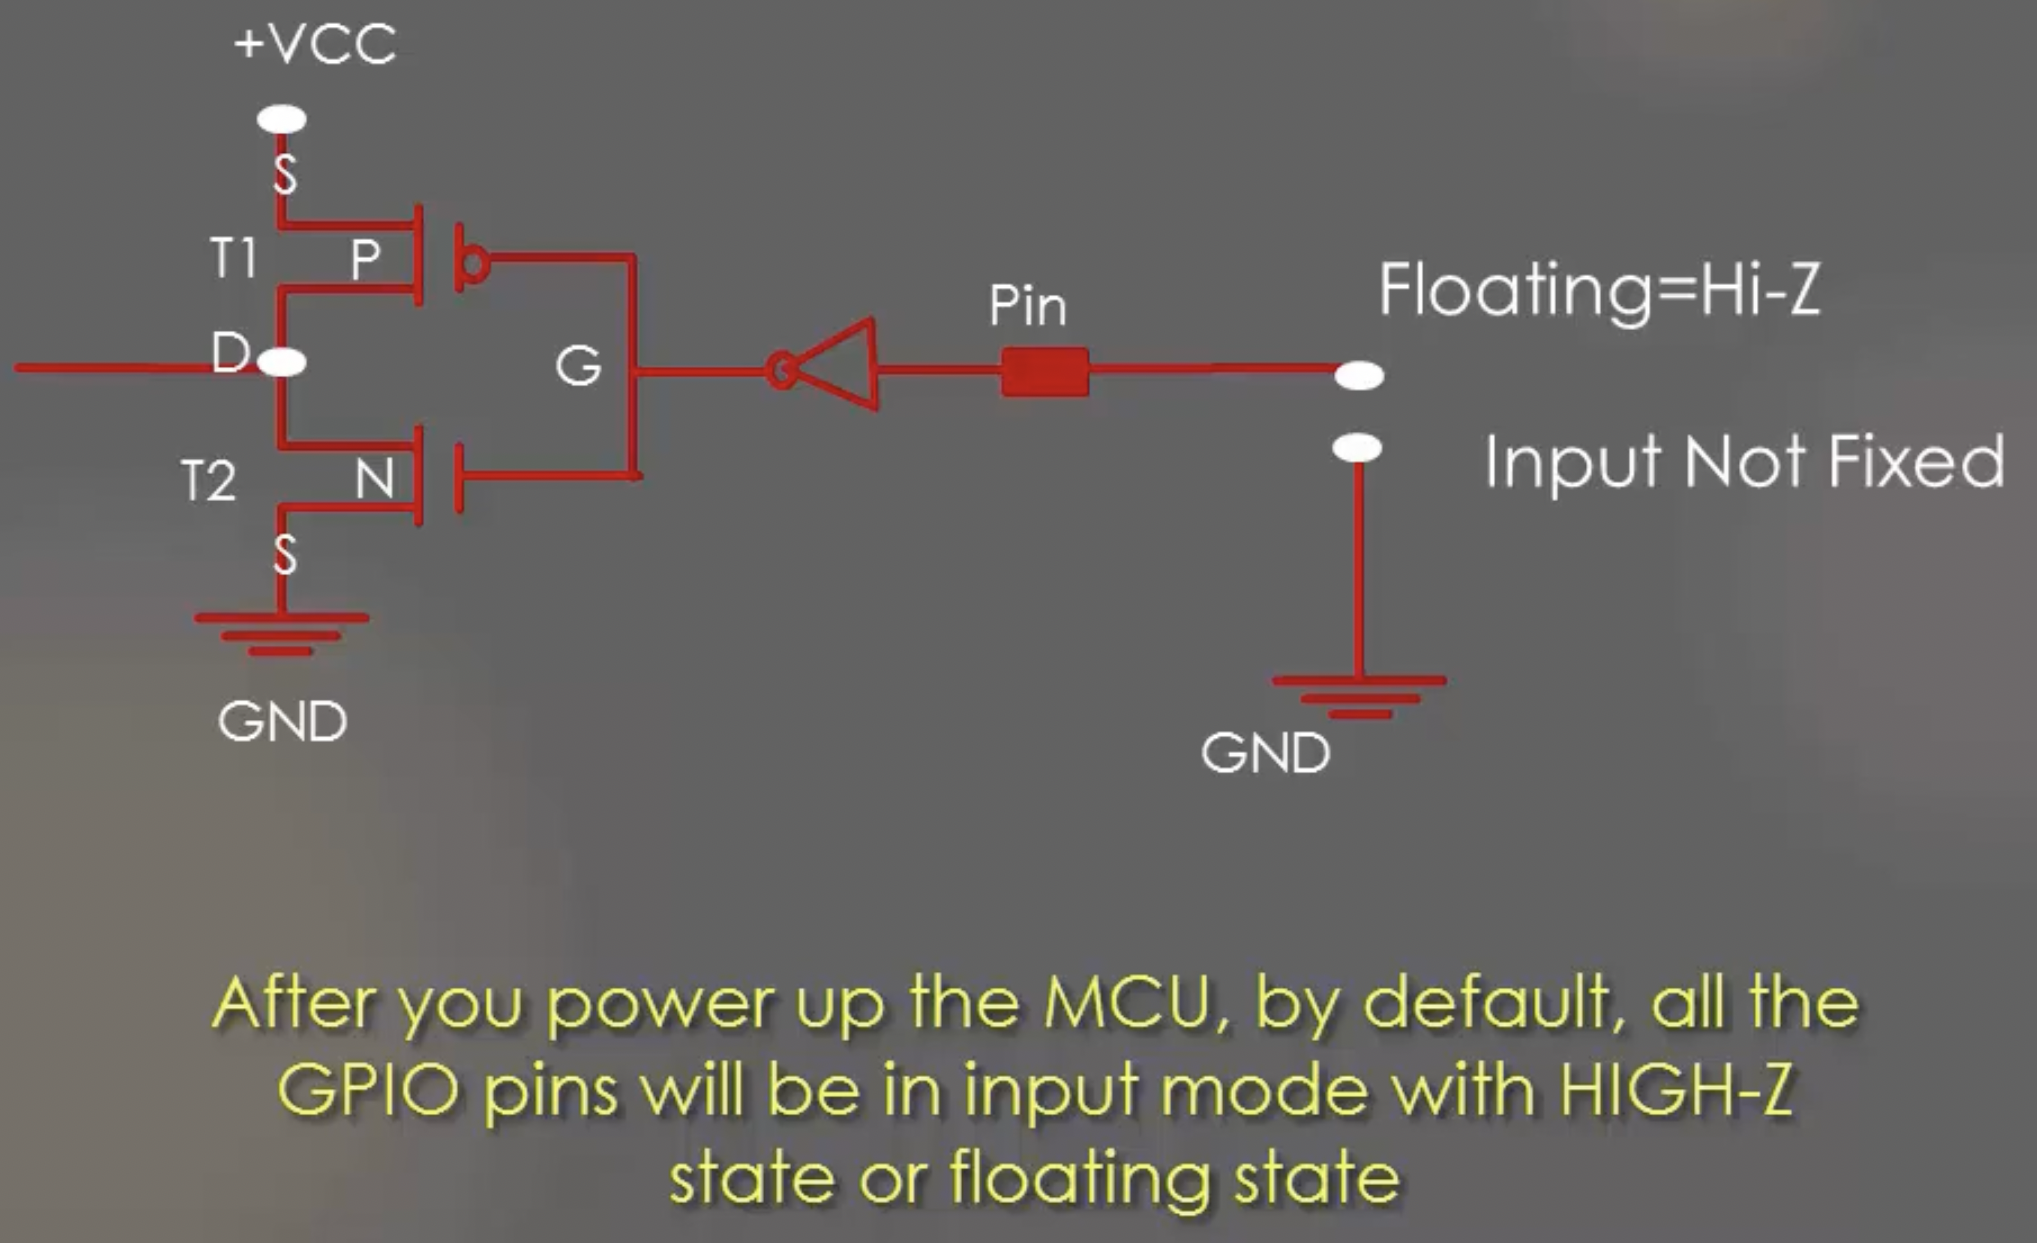 +VCC
S
T1
P
D
G
Pin
Floating=Hi-Z
Input Not Fixed
T2
N
S
GND
GND
After you power up the MCU, by default, all the
GPIO pins will be in input mode with HIGH-Z
state or floating state